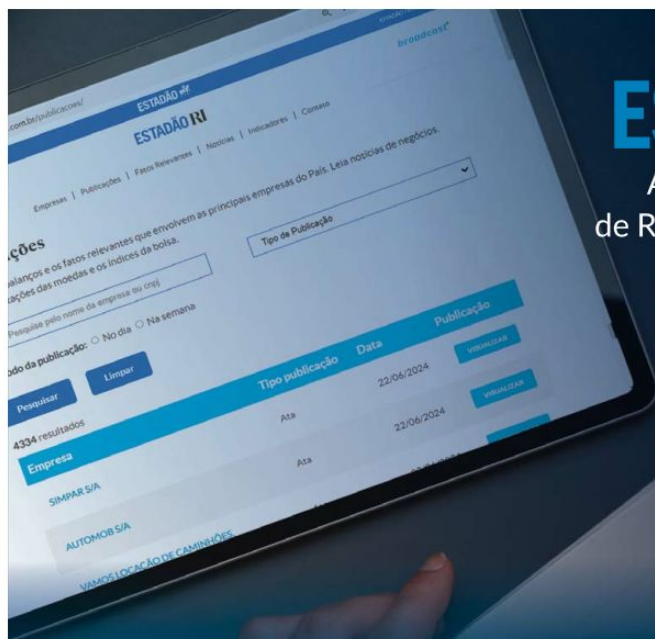 .com.br/publicacoes/
ESTADÃO
broadcast
ESTADÃO RI
Empresas | Publicações | Fatos Relevantes | Notícias | Indicadores | Contato
ções
balanços e os fatos relevantes que envolvem as principais empresas do País. Leia notícias de negócios.
tações das moedas e os índices da bolsa.
Pesquise pelo nome da empresa ou cnpj
Tipo de Publicação
odo da publicação: No dia Na semana
Pesquisar Limpar
4334 resultados
Empresa Tipo publicação Data Publicação
SIMPAR S/A Ata 22/06/2024 VISUALIZAR
AUTOMOB S/A Ata 22/06/2024 VISUALIZAR
VAMOS LOCAÇÃO DE CAMINHÕES,
ES
A
de R